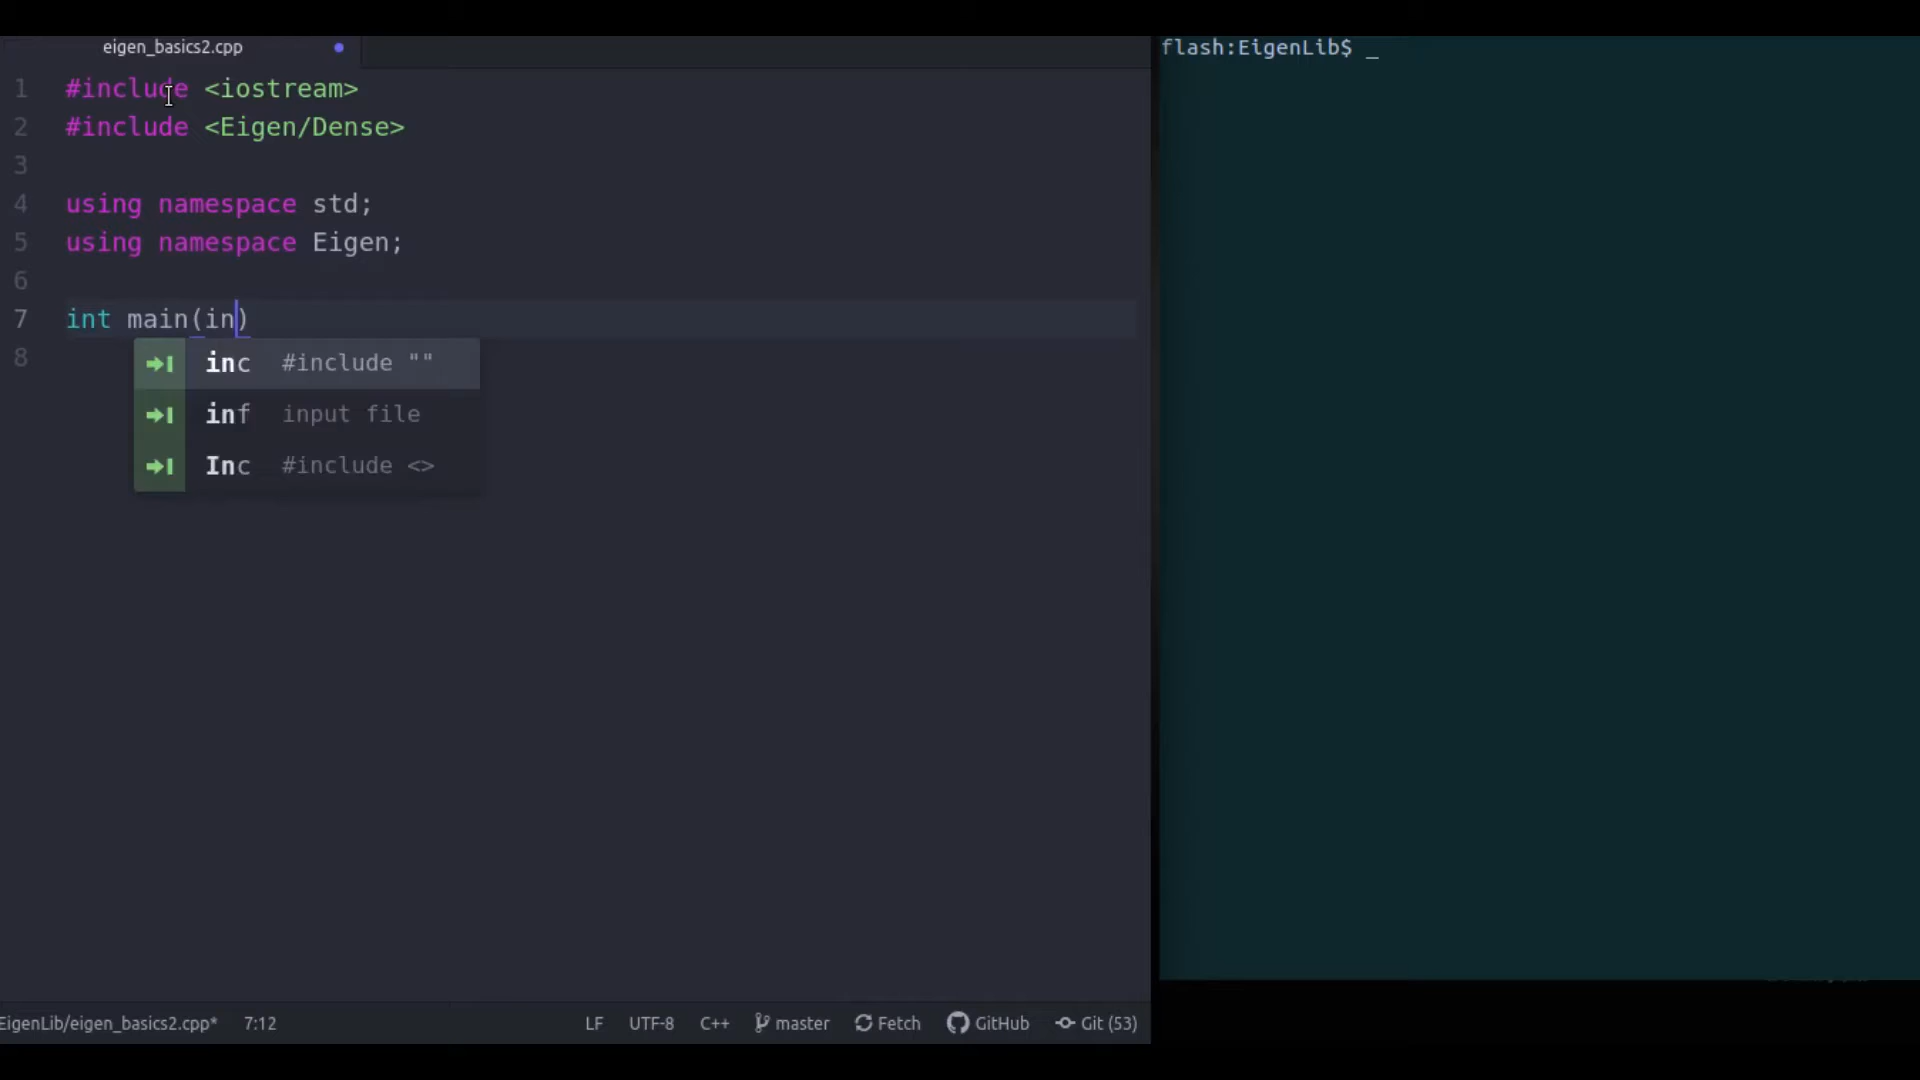 eigen_basics2.cpp
1 #include <iostream>
2 #include <Eigen/Dense>
3
4 using namespace std;
5 using namespace Eigen;
6
7 int main(in)
8
inc #include ""
inf input file
Inc #include <>
EigenLib/eigen_basics2.cpp* 7:12 LF UTF-8 C++ master Fetch GitHub Git (53)
flash:EigenLib$ _